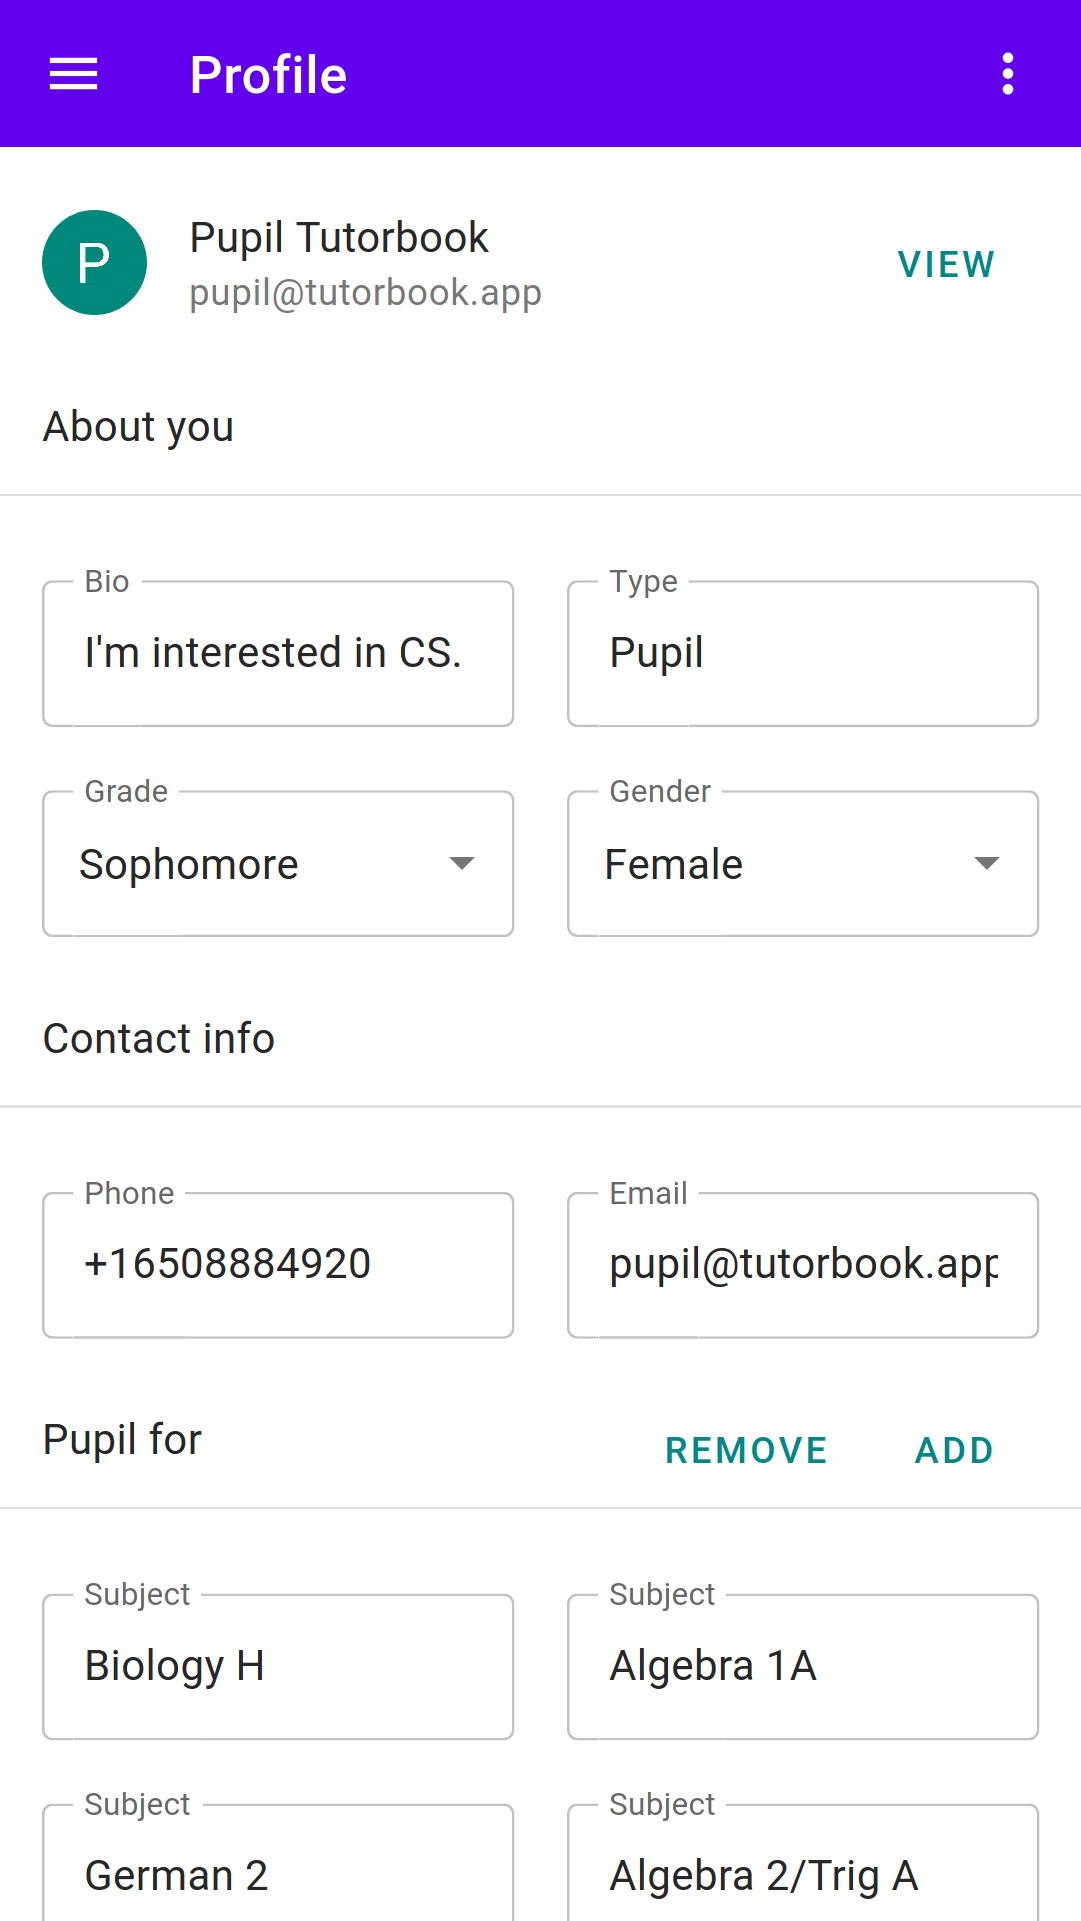 Profile
P
Pupil Tutorbook
pupil@tutorbook.app
VIEW
About you
Bio
I'm interested in CS.
Type
Pupil
Grade
Sophomore
Gender
Female
Contact info
Phone
+16508884920
Email
pupil@tutorbook.app
Pupil for
REMOVE
ADD
Subject
Biology H
Subject
Algebra 1A
Subject
German 2
Subject
Algebra 2/Trig A